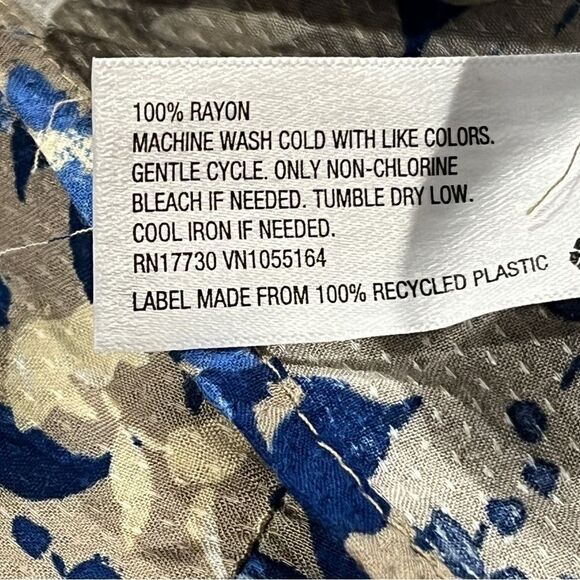 100% RAYON
MACHINE WASH COLD WITH LIKE COLORS.
GENTLE CYCLE. ONLY NON-CHLORINE
BLEACH IF NEEDED. TUMBLE DRY LOW.
COOL IRON IF NEEDED.
RN17730 VN1055164
LABEL MADE FROM 100% RECYCLED PLASTIC